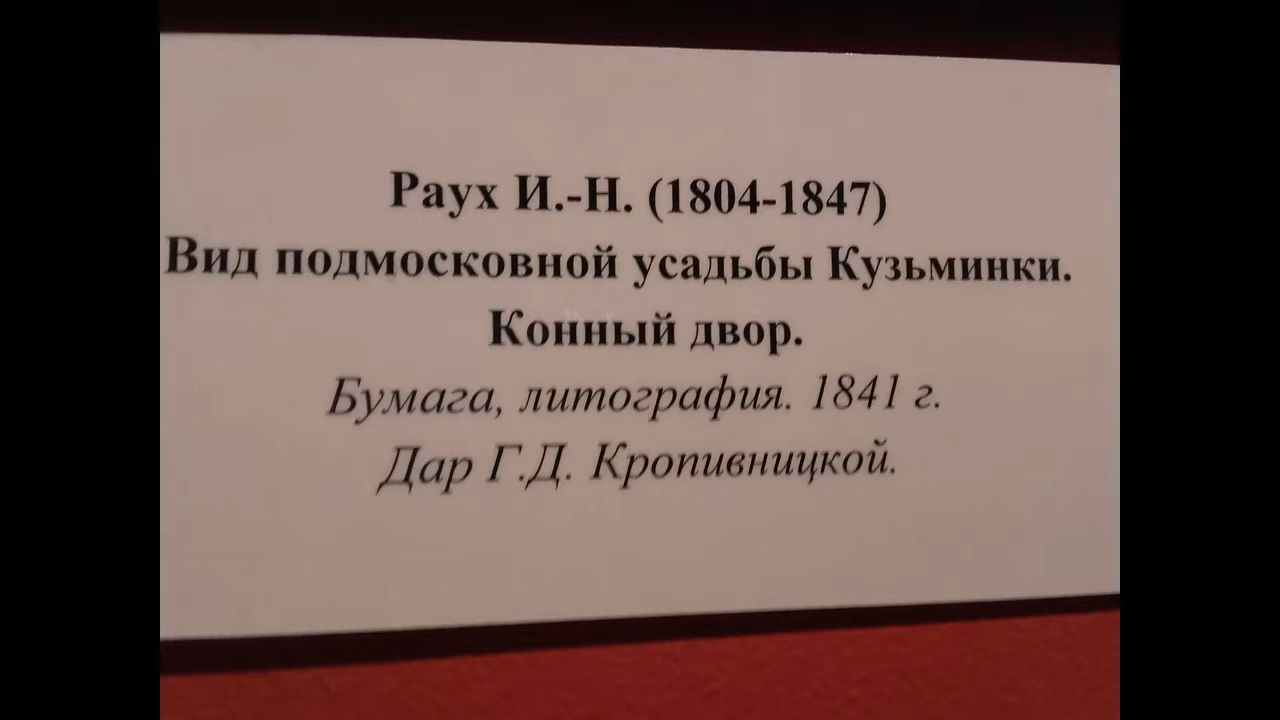 Раух И.-Н. (1804-1847)
Вид подмосковной усадьбы Кузьминки.
Конный двор.
Бумага, литография. 1841 г.
Дар Г.Д. Кропивницкой.